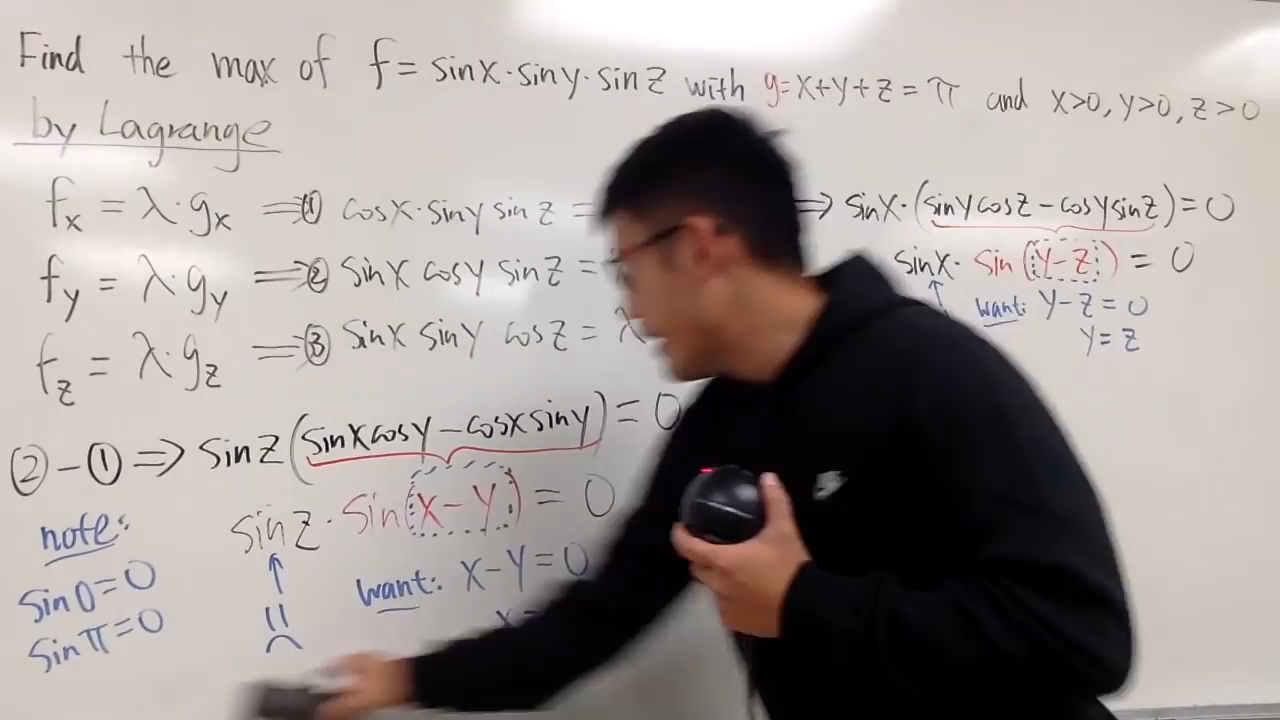 Find the max of f = sinx·siny·sinz with g=x+y+z = π and x>0, y>0, z>0
by Lagrange
fx = λ·gx ⇒① cosx·siny sinz =
fy = λ·gy ⇒② sinx cosy sinz =
fz = λ·gz ⇒③ sinx siny cosz = λ
②-①⇒ sinz(sinxcosy-cosxsiny) = 0
sinz·sin(x-y) = 0
↑
want: x-y=0
x=
note:
sin0=0
sinπ=0
⇒ sinx·(sinycosz-cosysinz)=0
sinx·sin(y-z) = 0
↑
want: y-z=0
y=z